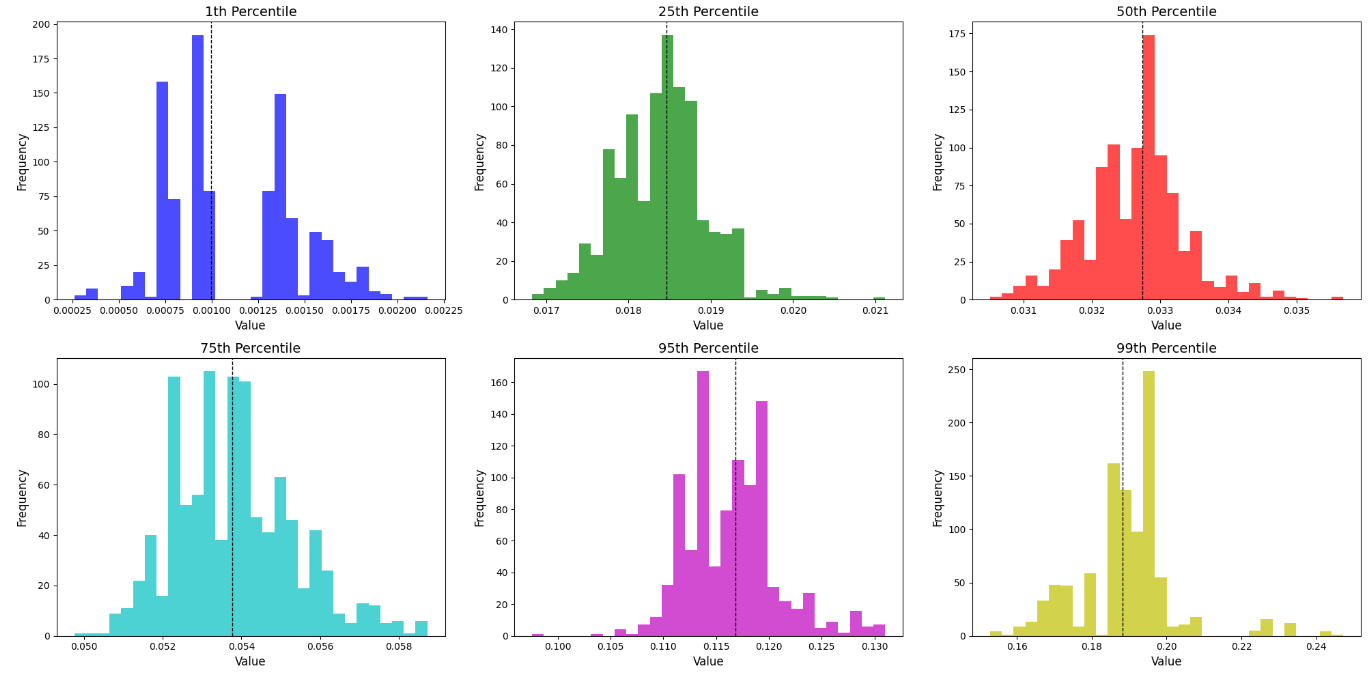 1th Percentile
200
175
150
125
100
75
50
25
0
Frequency
0.00025 0.00050 0.00075 0.00100 0.00125 0.00150 0.00175 0.00200 0.00225
Value
25th Percentile
140
120
100
80
60
40
20
0
Frequency
0.017 0.018 0.019 0.020 0.021
Value
50th Percentile
175
150
125
100
75
50
25
0
Frequency
0.031 0.032 0.033 0.034 0.035
Value
75th Percentile
100
80
60
40
20
0
Frequency
0.050 0.052 0.054 0.056 0.058
Value
95th Percentile
160
140
120
100
80
60
40
20
0
Frequency
0.100 0.105 0.110 0.115 0.120 0.125 0.130
Value
99th Percentile
250
200
150
100
50
0
Frequency
0.16 0.18 0.20 0.22 0.24
Value